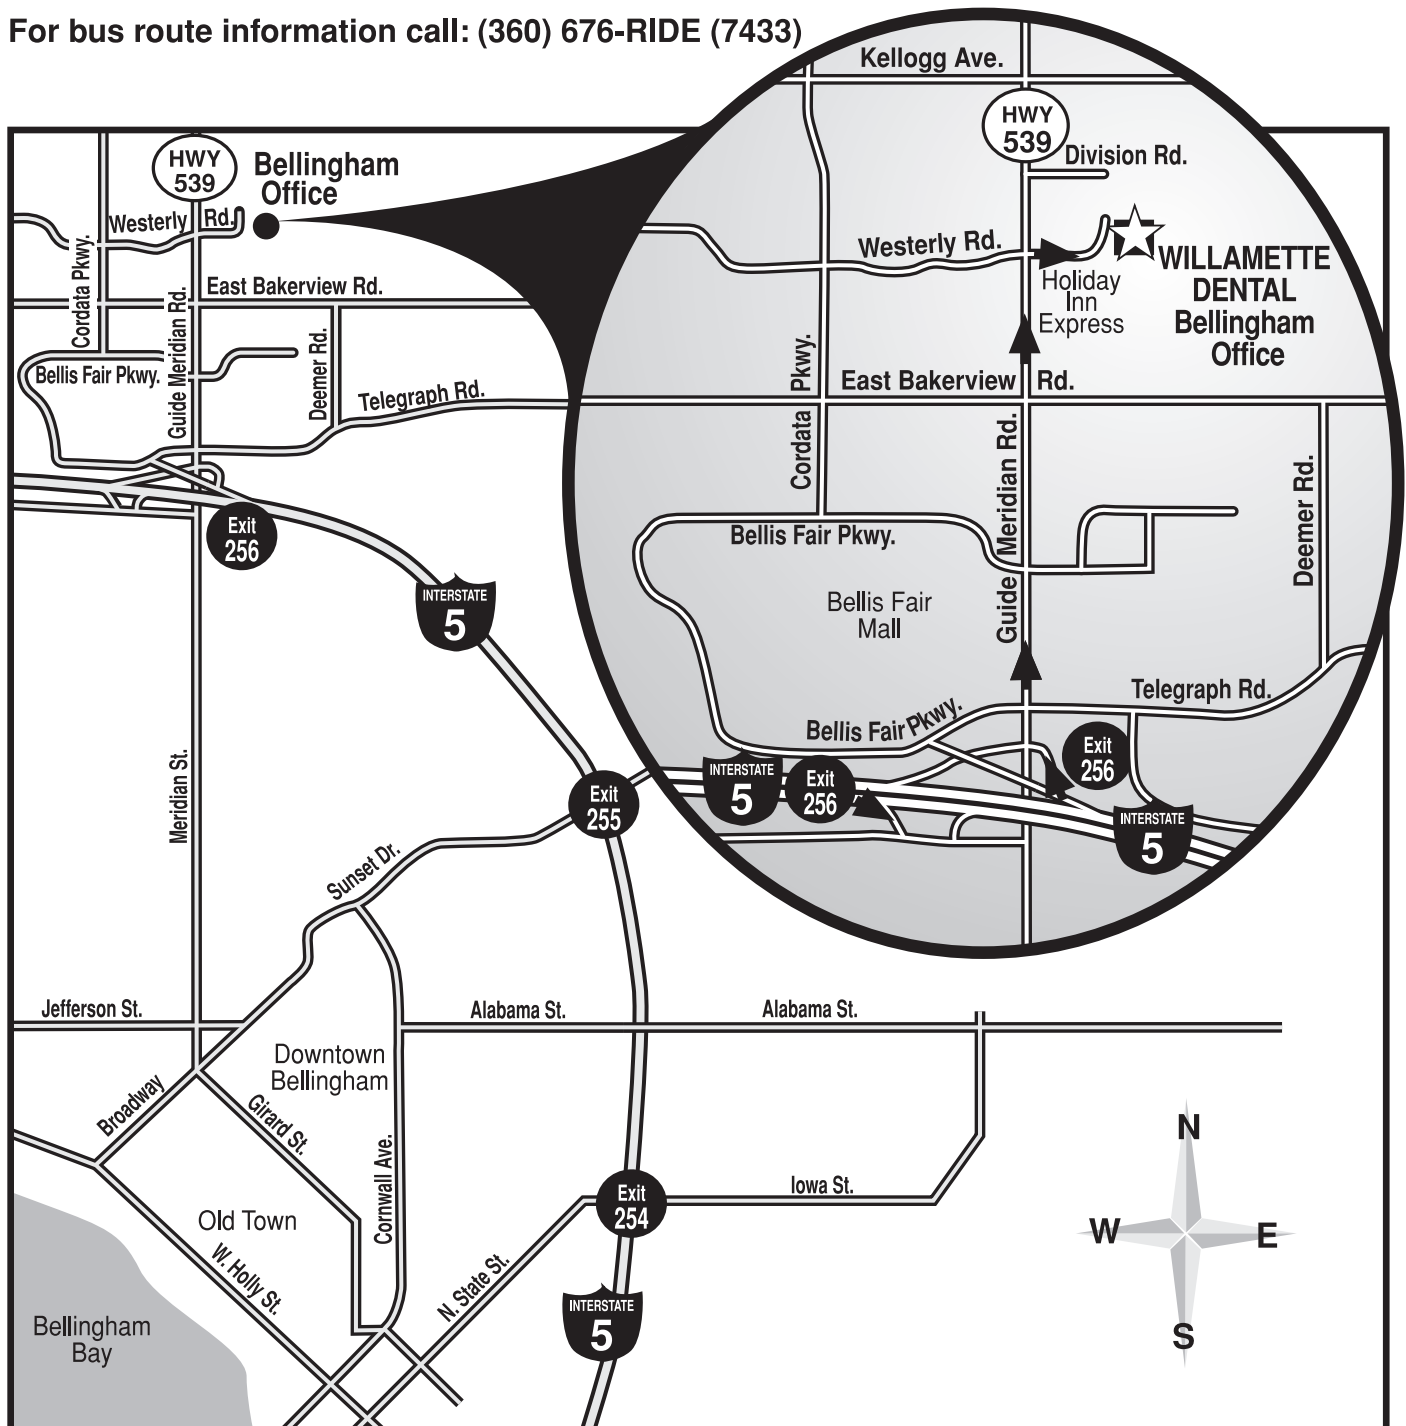 For bus route information call: (360) 676-RIDE (7433)
Kellogg Ave.
HWY
539
Division Rd.
Westerly Rd.
Holiday
Inn
Express
WILLAMETTE
DENTAL
Bellingham
Office
Cordata Pkwy.
East Bakerview Rd.
Guide Meridian Rd.
Deemer Rd.
Bellis Fair Pkwy.
Bellis Fair
Mall
Telegraph Rd.
Bellis Fair Pkwy.
INTERSTATE
5
Exit
256
Exit
256
INTERSTATE
5
HWY
539
Bellingham
Office
Westerly Rd.
Cordata Pkwy.
East Bakerview Rd.
Guide Meridian Rd.
Deemer Rd.
Bellis Fair Pkwy.
Telegraph Rd.
Exit
256
INTERSTATE
5
Meridian St.
Exit
255
Sunset Dr.
Jefferson St.
Alabama St.
Alabama St.
Downtown
Bellingham
Broadway
Girard St.
Cornwall Ave.
Exit
254
Iowa St.
Old Town
W. Holly St.
N. State St.
INTERSTATE
5
Bellingham
Bay
N
W
E
S